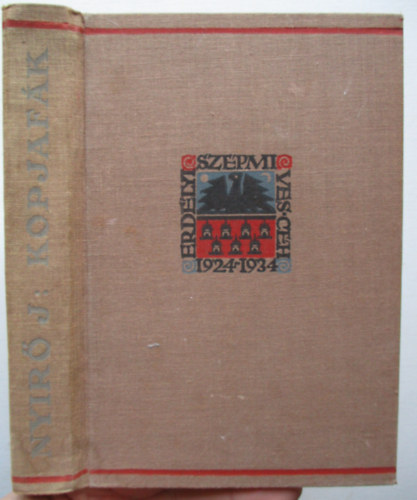 NYIRŐ J: KOPJAFÁK
ERDÉLYI SZÉPMI
VES·CÉH
1924-1934